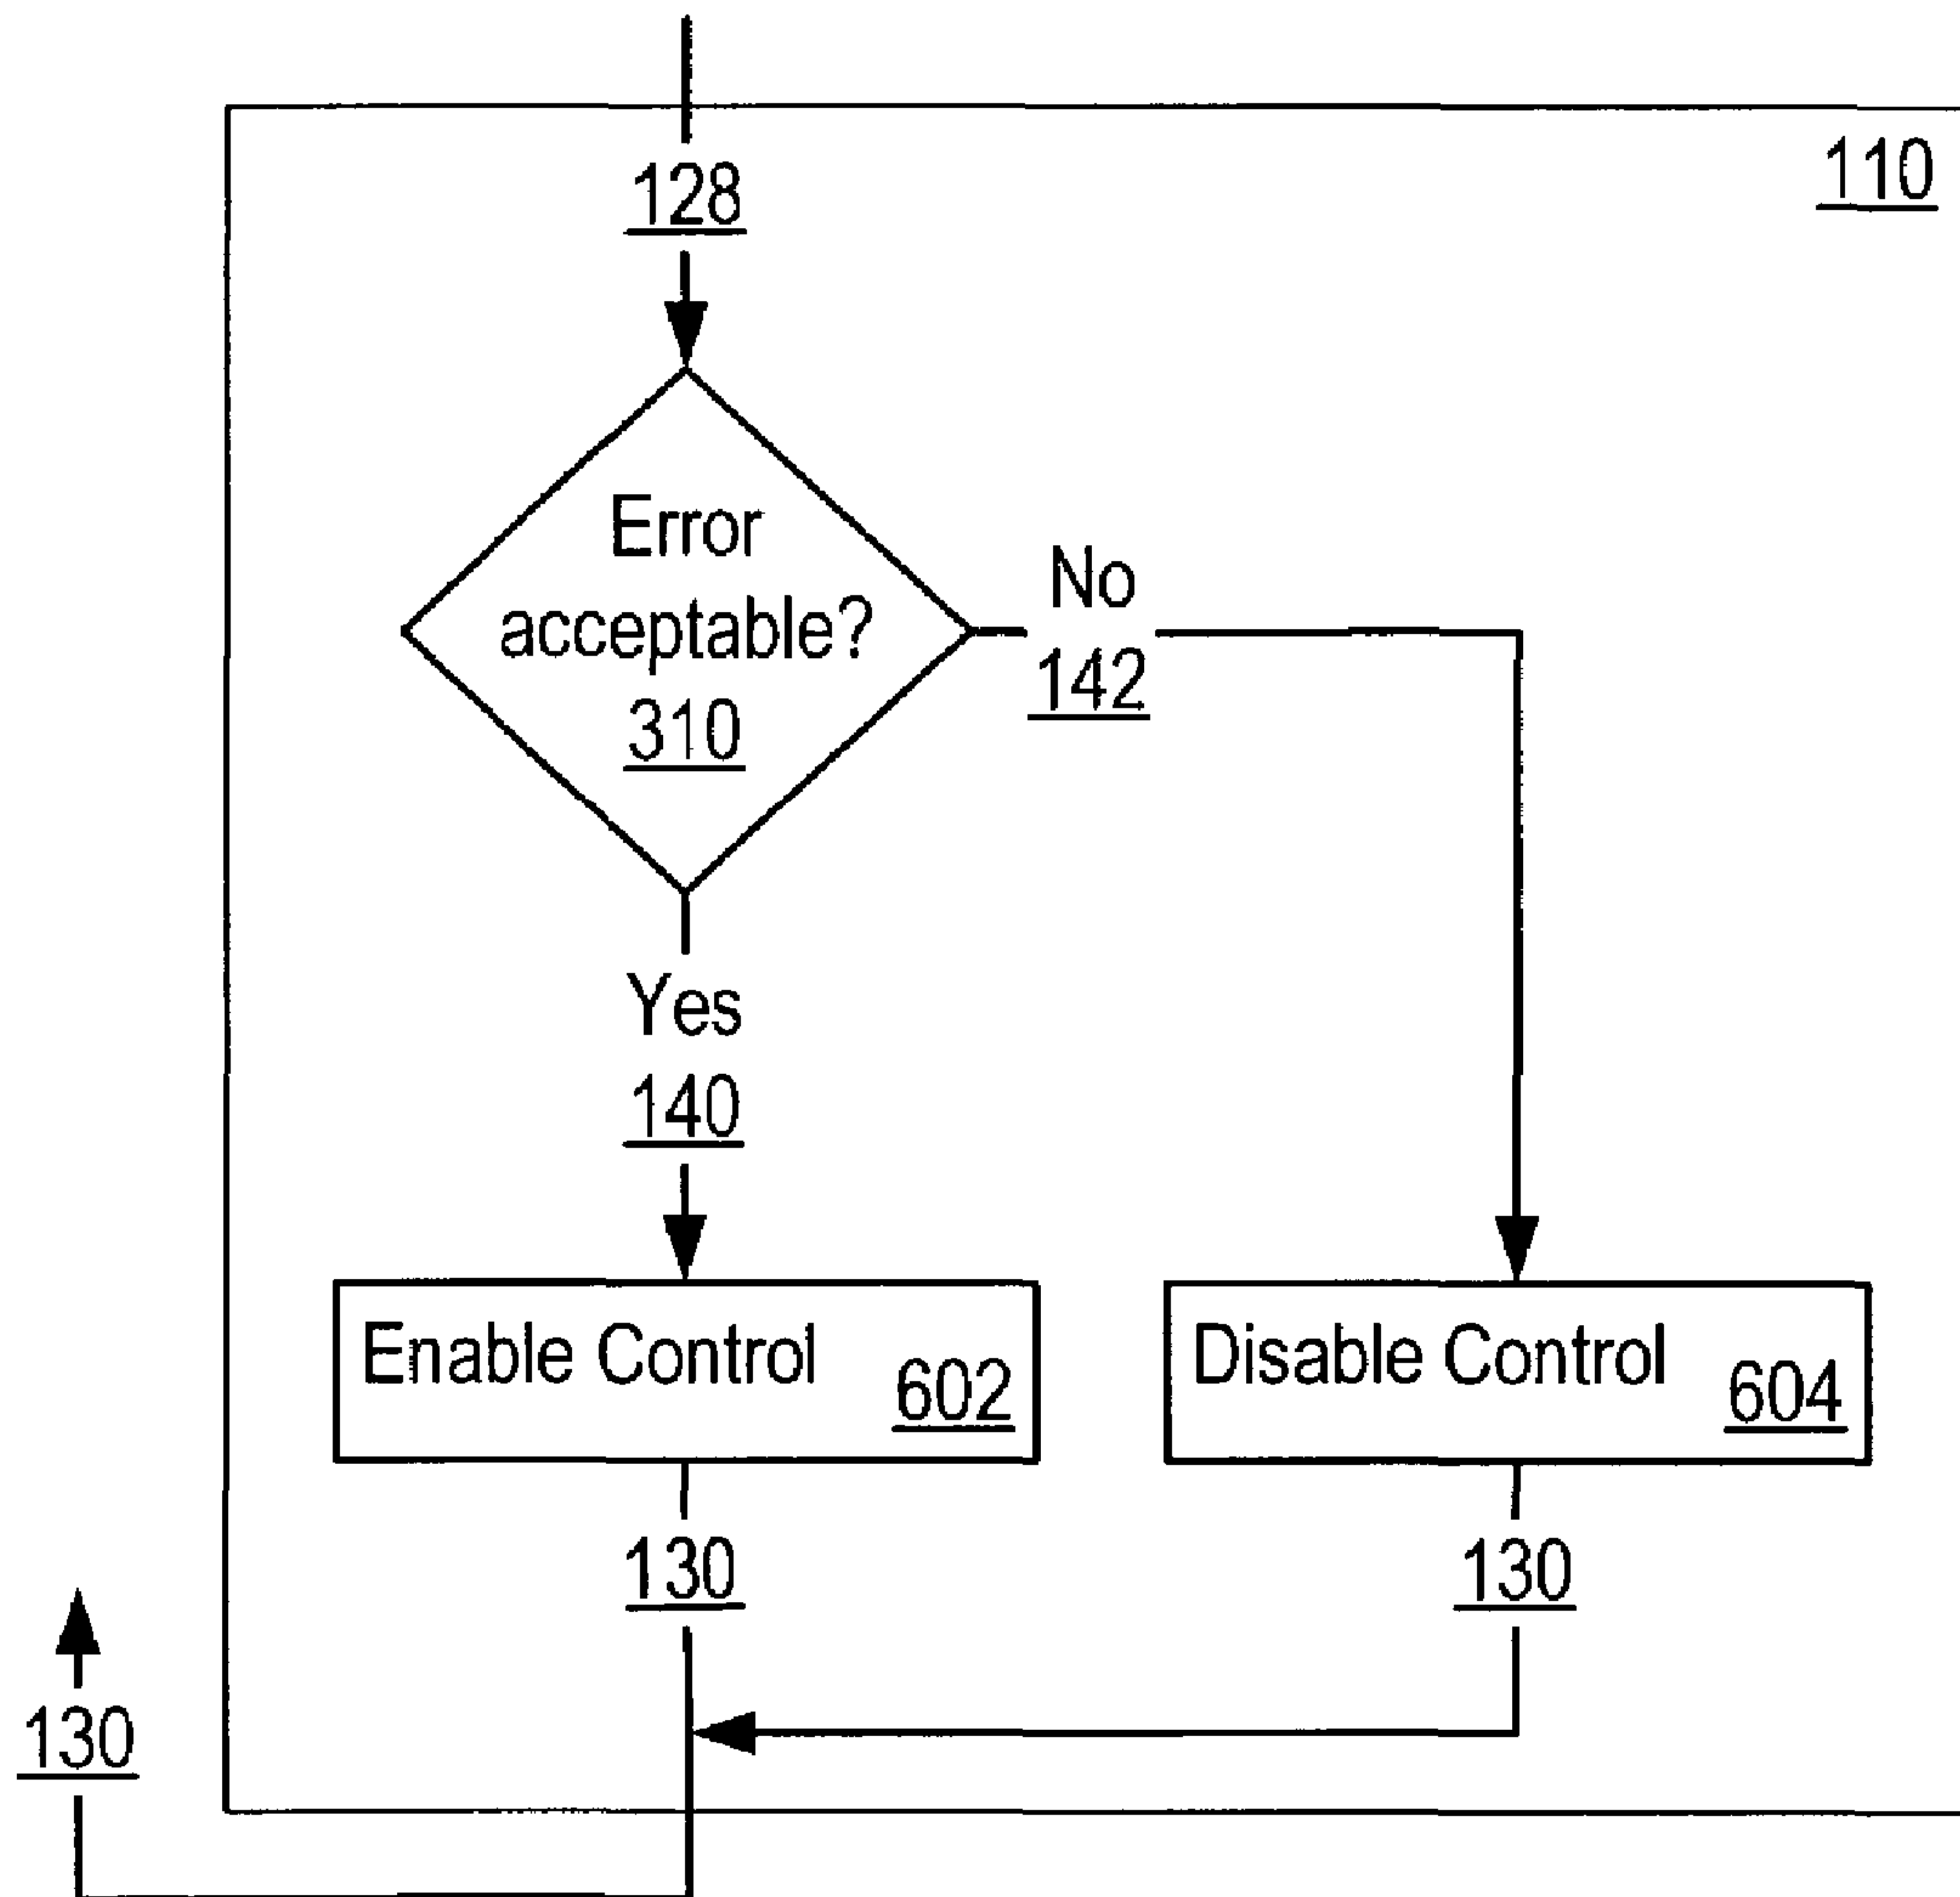 110
128
Error
acceptable?
310
No
142
Yes
140
Enable Control
602
Disable Control
604
130
130
130